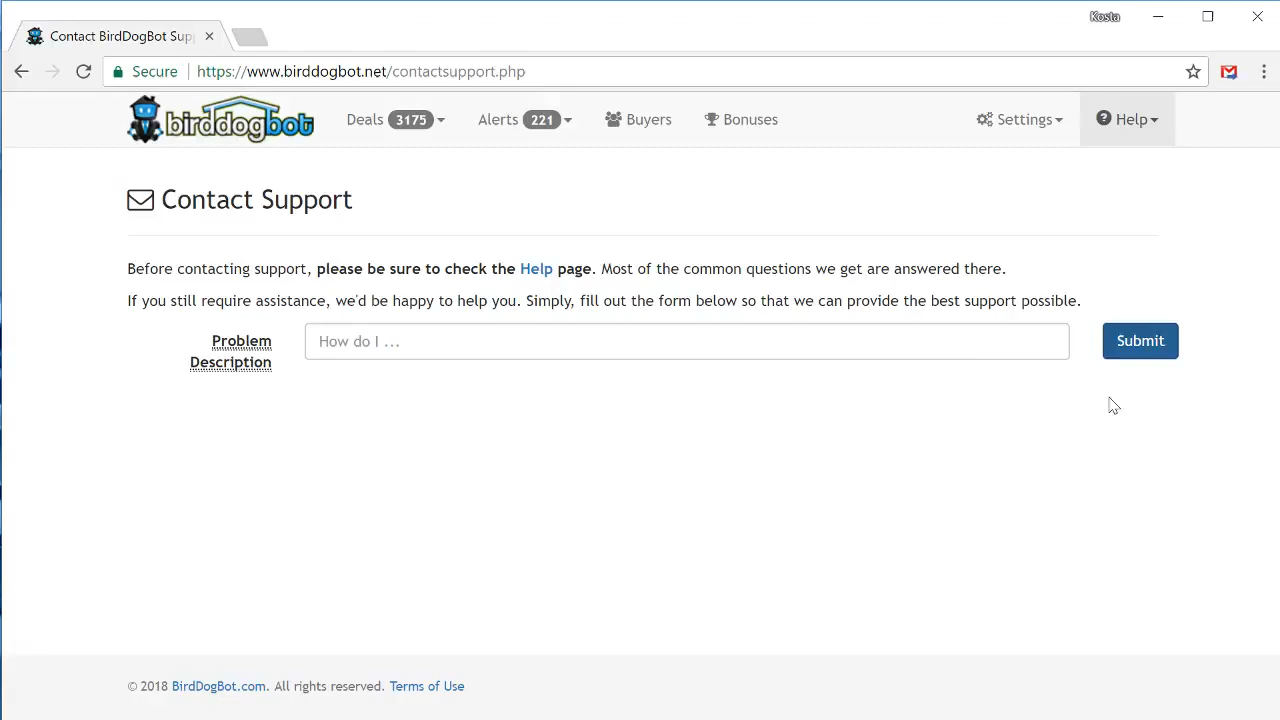 Kosta
Contact BirdDogBot Sup
Secure https://www.birddogbot.net/contactsupport.php
birddogbot Deals 3175 Alerts 221 Buyers Bonuses Settings Help
Contact Support
Before contacting support, please be sure to check the Help page. Most of the common questions we get are answered there.
If you still require assistance, we'd be happy to help you. Simply, fill out the form below so that we can provide the best support possible.
Problem
Description
How do I ...
Submit
© 2018 BirdDogBot.com. All rights reserved. Terms of Use